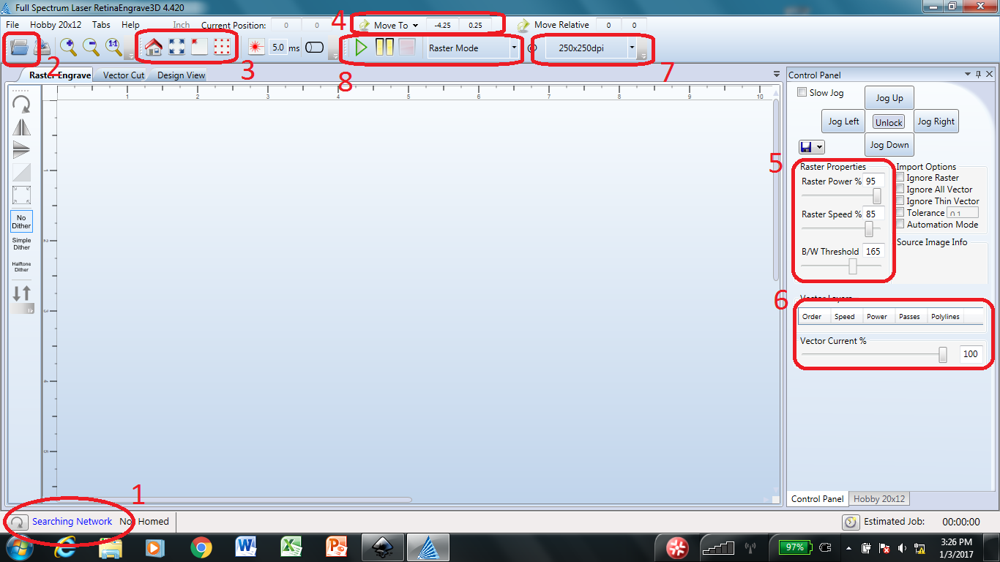 Full Spectrum Laser RetinaEngrave3D 4.420
File Hobby 20x12 Tabs Help Inch Current Position: 0 0 4 Move To -4.25 0.25 Move Relative 0 0
1:1 5.0 ms Raster Mode @ 250x250dpi
2 3 8 7
Raster Engrave Vector Cut Design View
1 2 3 4 5 6 7 8 9 10
1
2
3
4
5
No
Dither
Simple
Dither
Halftone
Dither
Control Panel
Slow Jog
Jog Up
Jog Left Unlock Jog Right
Jog Down
5
Raster Properties
Raster Power % 95
Raster Speed % 85
B/W Threshold 165
Import Options
Ignore Raster
Ignore All Vector
Ignore Thin Vector
Tolerance 0.1
Automation Mode
Source Image Info
6
Vector Layers
Order Speed Power Passes Polylines
Vector Current %
100
Control Panel Hobby 20x12
1
Searching Network Not Homed
Estimated Job: 00:00:00
97%
3:26 PM
1/3/2017